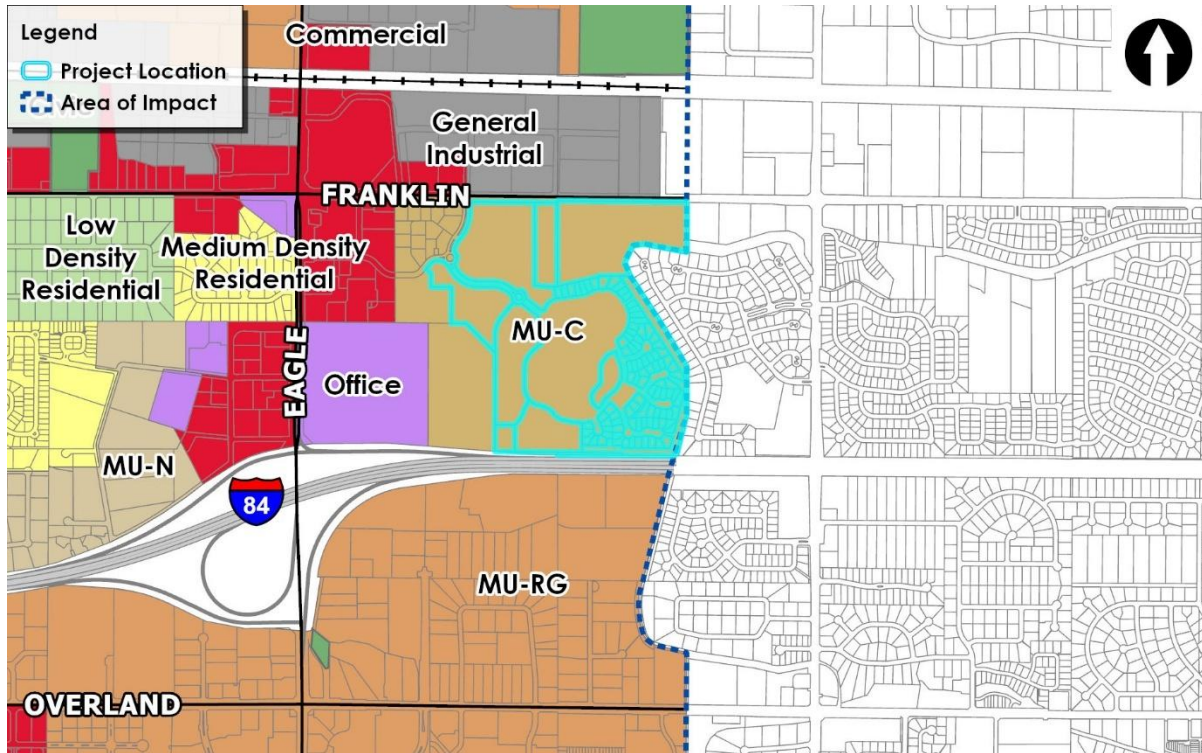 Legend
Project Location
Area of Impact
Commercial
Civic
General
Industrial
FRANKLIN
Low
Density
Residential
Medium Density
Residential
MU-C
EAGLE
Office
MU-N
84
MU-RG
OVERLAND